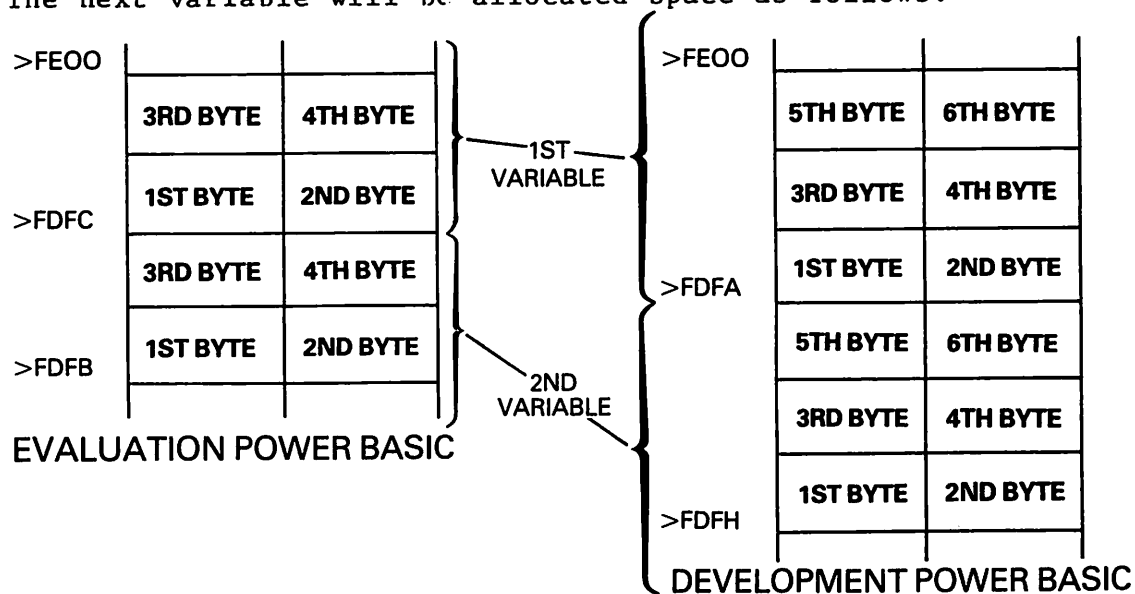 The next variable will be allocated space as follows:
>FE00
3RD BYTE 4TH BYTE
1ST BYTE 2ND BYTE
>FDFC
3RD BYTE 4TH BYTE
1ST BYTE 2ND BYTE
>FDFB
EVALUATION POWER BASIC
1ST
VARIABLE
2ND
VARIABLE
>FE00
5TH BYTE 6TH BYTE
3RD BYTE 4TH BYTE
1ST BYTE 2ND BYTE
>FDFA
5TH BYTE 6TH BYTE
3RD BYTE 4TH BYTE
1ST BYTE 2ND BYTE
>FDFH
DEVELOPMENT POWER BASIC